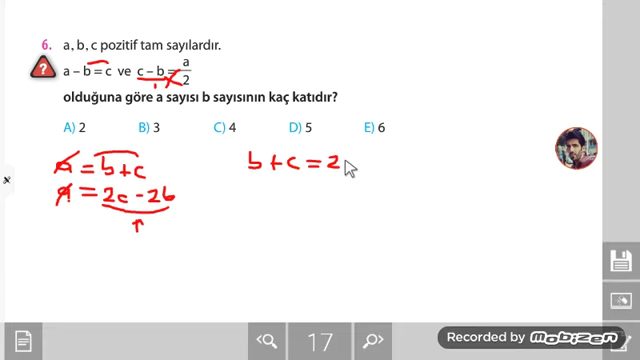 6. a, b, c pozitif tam sayılardır.
a – b = c ve c – b = a/2
olduğuna göre a sayısı b sayısının kaç katıdır?
A) 2 B) 3 C) 4 D) 5 E) 6
a = b + c
a = 2c - 2b
b + c = 2
17
Recorded by mobizen